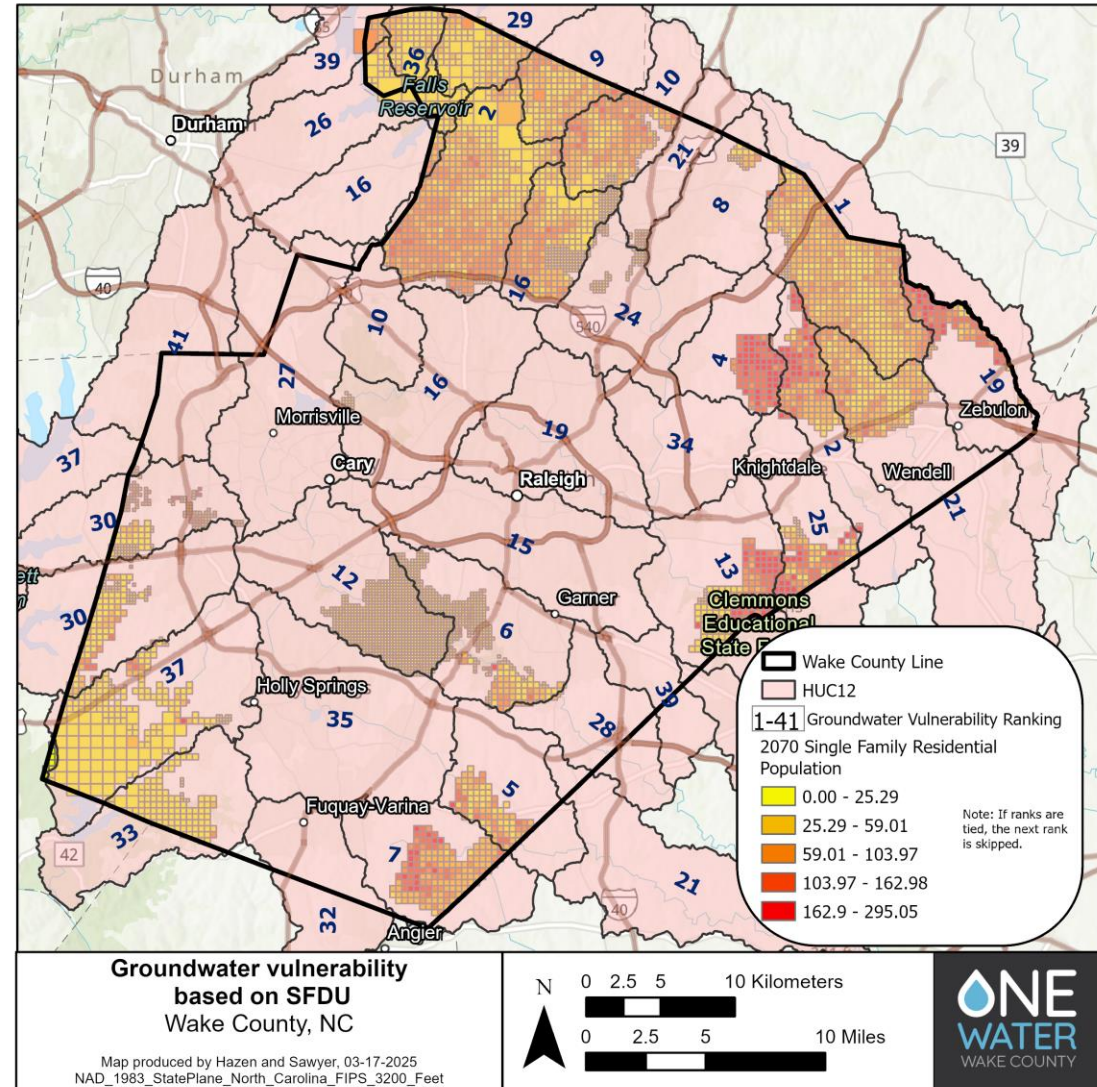 29
85
39
36
9
10
Durham
Falls
Reservoir
2
Durham
26
39
21
16
8
1
40
16
10
24
540
41
27
16
4
19
Morrisville
19
Zebulon
34
37
Cary
Raleigh
Knightdale
2
Wendell
21
30
25
15
12
13
Garner
Clemmons
Educational
State F
30
6
37
Holly Springs
35
39
28
5
Fuquay-Varina
33
42
7
21
32
40
Angier
Wake County Line
HUC12
1-41 Groundwater Vulnerability Ranking
2070 Single Family Residential
Population
0.00 - 25.29
25.29 - 59.01
59.01 - 103.97
103.97 - 162.98
162.9 - 295.05
Note: If ranks are
tied, the next rank
is skipped.
Groundwater vulnerability
based on SFDU
Wake County, NC
Map produced by Hazen and Sawyer, 03-17-2025
NAD_1983_StatePlane_North_Carolina_FIPS_3200_Feet
N
0 2.5 5 10 Kilometers
0 2.5 5 10 Miles
ONE
WATER
WAKE COUNTY